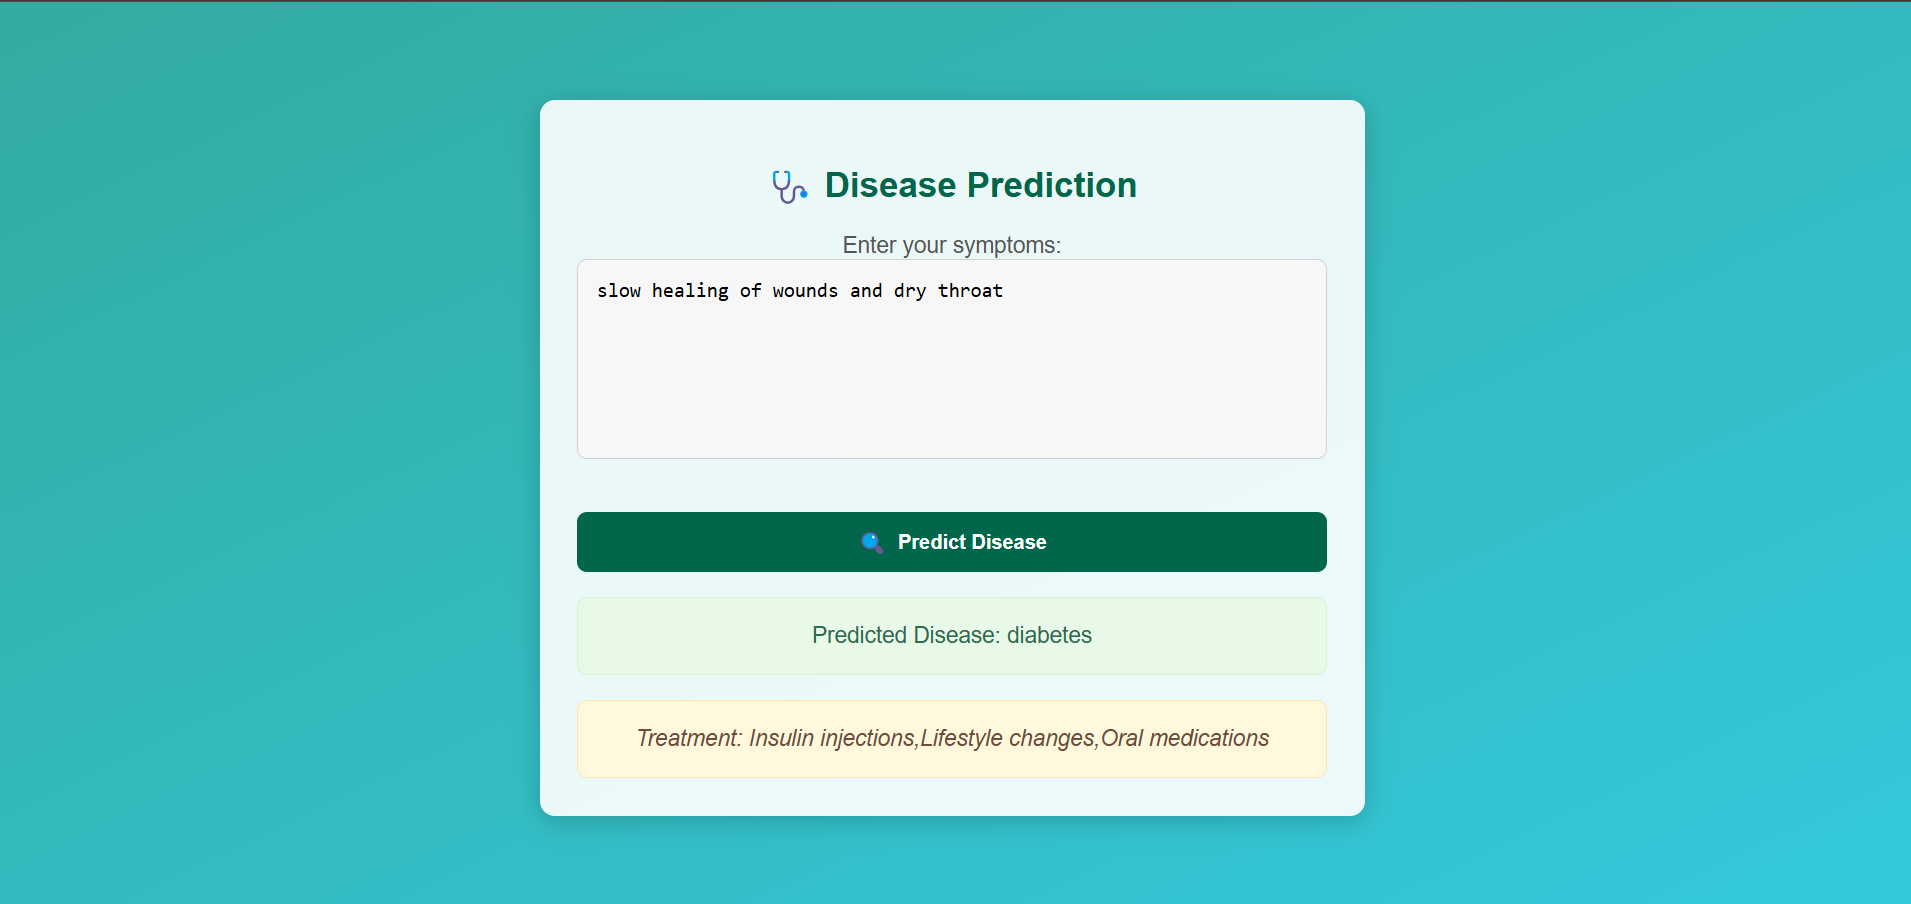 Disease Prediction
Enter your symptoms:
slow healing of wounds and dry throat
Predict Disease
Predicted Disease: diabetes
Treatment: Insulin injections,Lifestyle changes,Oral medications